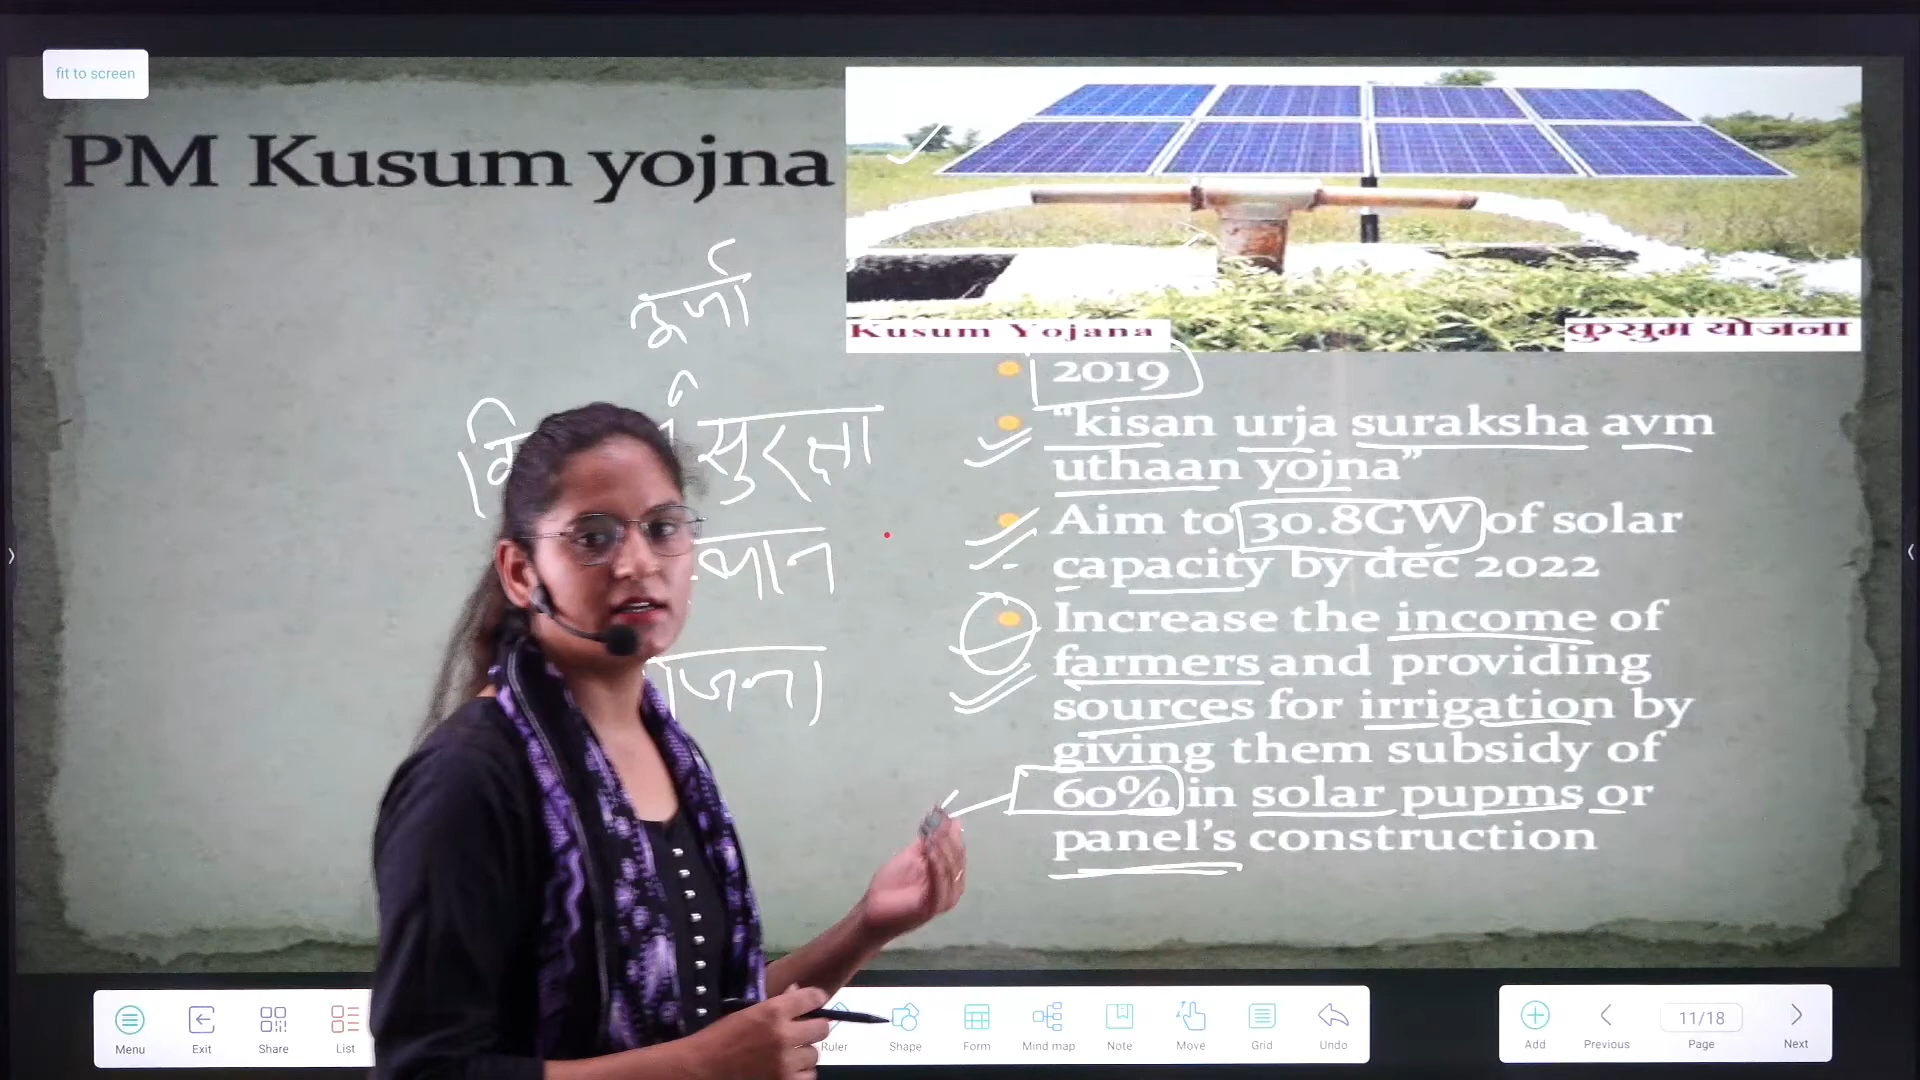 fit to screen
PM Kusum yojna
Kusum Yojana
कुसुम योजना
ऊर्जा
सुरक्षा
2019
“kisan urja suraksha avm
uthaan yojna”
Aim to 30.8GW of solar
capacity by dec 2022
Increase the income of
farmers and providing
sources for irrigation by
giving them subsidy of
60% in solar pupms or
panel’s construction
Menu
Exit
Share
List
Ruler
Shape
Form
Mind map
Note
Move
Grid
Undo
Add
Previous
11/18
Page
Next